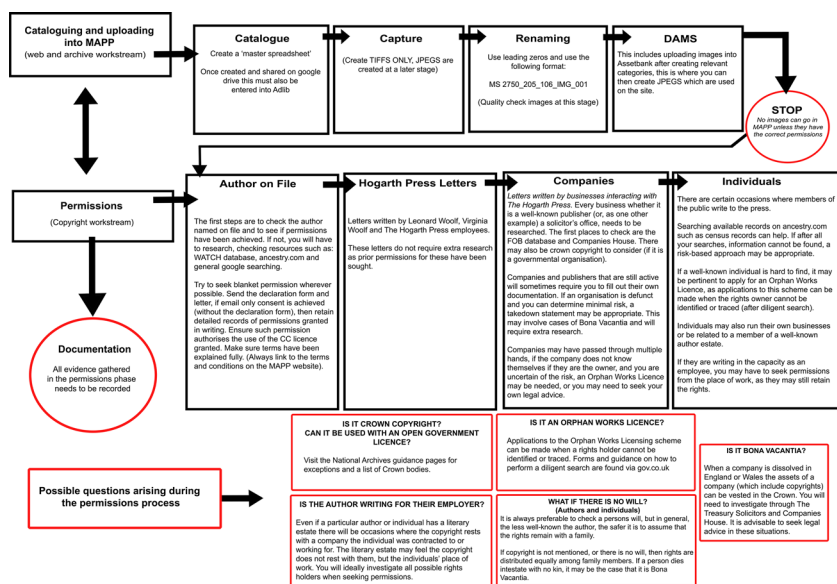 Cataloguing and uploading
into MAPP
(web and archive workstream)
Catalogue
Create a 'master spreadsheet'
Once created and shared on google
drive this must also be
entered into Adlib
Capture
(Create TIFFS ONLY, JPEGS are
created at a later stage)
Renaming
Use leading zeros and use the
following format:
MS 2750_205_106_IMG_001
(Quality check images at this stage)
DAMS
This includes uploading images into
Assetbank after creating relevant
categories, this is where you can
then create JPEGS which are used
on the site.
STOP
No images can go in
MAPP unless they have
the correct permissions
Permissions
(Copyright workstream)
Author on File
The first steps are to check the author
named on file and to see if permissions
have been achieved. If not, you will have
to research, checking resources such as:
WATCH database, ancestry.com and
general google searching.
Try to seek blanket permission wherever
possible. Send the declaration form and
letter, if email only consent is achieved
(without the declaration form), then retain
detailed records of permissions granted
in writing. Ensure such permission
authorises the use of the CC licence
granted. Make sure terms have been
explained fully. (Always link to the terms
and conditions on the MAPP website).
Hogarth Press Letters
Letters written by Leonard Woolf, Virginia
Woolf and The Hogarth Press employees.
These letters do not require extra research
as prior permissions for these have been
sought.
Companies
Letters written by businesses interacting with
The Hogarth Press. Every business whether
it is a well-known publisher (or, as one other
example) a solicitor's office, needs to be
researched. The first places to check are the
FOB database and Companies House. There
may also be crown copyright to consider (if it is
a governmental organisation).
Companies and publishers that are still active
will sometimes require you to fill out their own
documentation. If an organisation is defunct
and you can determine minimal risk, a
takedown statement may be appropriate. This
may involve cases of Bona Vacantia and will
require extra research.
Companies may have passed through multiple
hands, if the company does not know
themselves if they are the owner, and you are
uncertain of the risk, an Orphan Works Licence
may be needed, or you may need to seek your
own legal advice.
Individuals
There are certain occasions where members of
the public write to the press.
Searching available records on ancestry.com
such as census records can help. If after all
your searches, information cannot be found, a
risk-based approach may be appropriate.
If a well-known individual is hard to find, it may
be pertinent to apply for an Orphan Works
Licence, as applications to this scheme can be
made when the rights owner cannot be
identified or traced (after diligent search).
Individuals may also run their own businesses
or be related to a member of a well-known
author estate.
If they are writing in the capacity as an
employee, you may have to seek permissions
from the place of work, as they may still retain
the rights.
Documentation
All evidence gathered
in the permissions phase
needs to be recorded
Possible questions arising during
the permissions process
IS IT CROWN COPYRIGHT?
CAN IT BE USED WITH AN OPEN GOVERNMENT
LICENCE?
Visit the National Archives guidance pages for
exceptions and a list of Crown bodies.
IS IT AN ORPHAN WORKS LICENCE?
Applications to the Orphan Works Licensing scheme
can be made when a rights holder cannot be
identified or traced. Forms and guidance on how to
perform a diligent search are found via gov.co.uk
IS IT BONA VACANTIA?
When a company is dissolved in
England or Wales the assets of a
company (which include copyrights)
can be vested in the Crown. You will
need to investigate through The
Treasury Solicitors and Companies
House. It is advisable to seek legal
advice in these situations.
IS THE AUTHOR WRITING FOR THEIR EMPLOYER?
Even if a particular author or individual has a literary
estate there will be occasions where the copyright rests
with a company the individual was contracted to or
working for. The literary estate may feel the copyright
does not rest with them, but the individuals' place of
work. You will ideally investigate all possible rights
holders when seeking permissions.
WHAT IF THERE IS NO WILL?
(Authors and individuals)
It is always preferable to check a persons will, but in general,
the less well-known the author, the safer it is to assume that
the rights remain with a family.
If copyright is not mentioned, or there is no will, then rights are
distributed equally among family members. If a person dies
intestate with no kin, it may be the case that it is Bona
Vacantia.